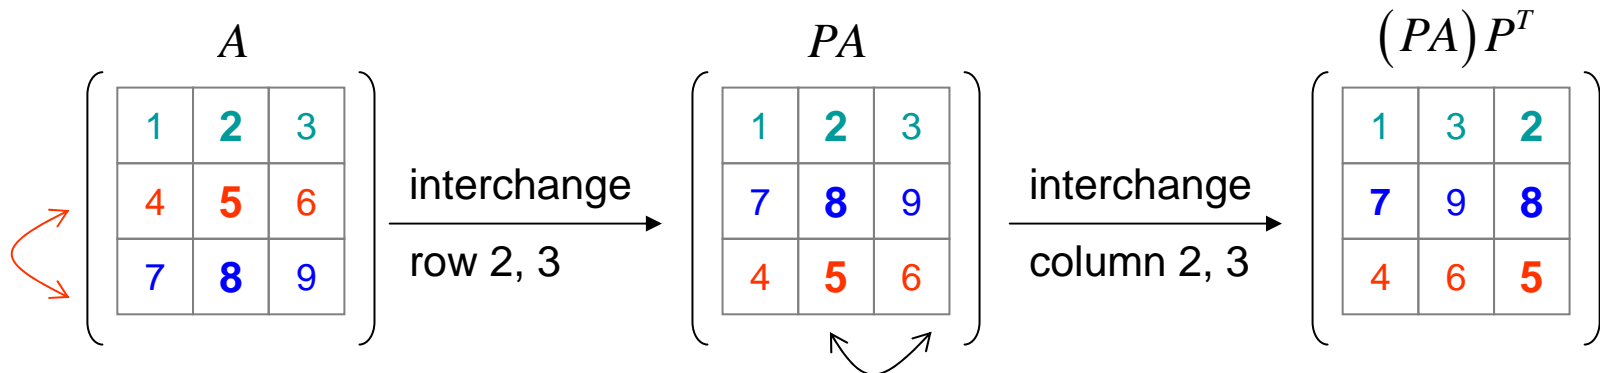 A
1 2 3
4 5 6
7 8 9
interchange
row 2, 3
PA
1 2 3
7 8 9
4 5 6
interchange
column 2, 3
(PA)Pᵀ
1 3 2
7 9 8
4 6 5